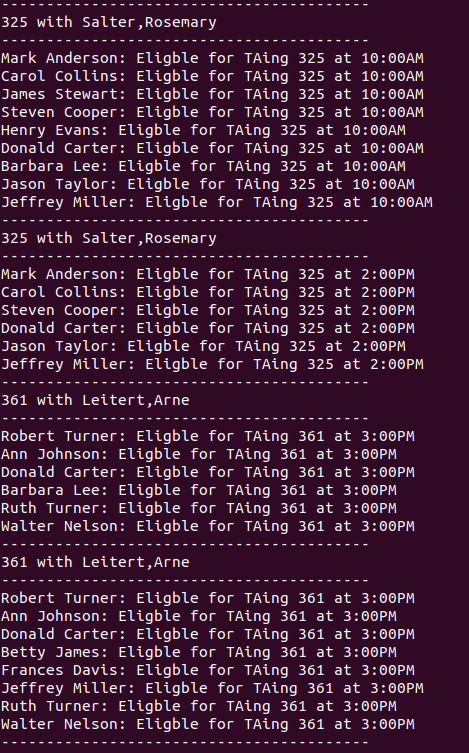 -----------------------------------------
325 with Salter,Rosemary
-----------------------------------------
Mark Anderson: Eligble for TAing 325 at 10:00AM
Carol Collins: Eligble for TAing 325 at 10:00AM
James Stewart: Eligble for TAing 325 at 10:00AM
Steven Cooper: Eligble for TAing 325 at 10:00AM
Henry Evans: Eligble for TAing 325 at 10:00AM
Donald Carter: Eligble for TAing 325 at 10:00AM
Barbara Lee: Eligble for TAing 325 at 10:00AM
Jason Taylor: Eligble for TAing 325 at 10:00AM
Jeffrey Miller: Eligble for TAing 325 at 10:00AM
-----------------------------------------
325 with Salter,Rosemary
-----------------------------------------
Mark Anderson: Eligble for TAing 325 at 2:00PM
Carol Collins: Eligble for TAing 325 at 2:00PM
Steven Cooper: Eligble for TAing 325 at 2:00PM
Donald Carter: Eligble for TAing 325 at 2:00PM
Jason Taylor: Eligble for TAing 325 at 2:00PM
Jeffrey Miller: Eligble for TAing 325 at 2:00PM
-----------------------------------------
361 with Leitert,Arne
-----------------------------------------
Robert Turner: Eligble for TAing 361 at 3:00PM
Ann Johnson: Eligble for TAing 361 at 3:00PM
Donald Carter: Eligble for TAing 361 at 3:00PM
Barbara Lee: Eligble for TAing 361 at 3:00PM
Ruth Turner: Eligble for TAing 361 at 3:00PM
Walter Nelson: Eligble for TAing 361 at 3:00PM
-----------------------------------------
361 with Leitert,Arne
-----------------------------------------
Robert Turner: Eligble for TAing 361 at 3:00PM
Ann Johnson: Eligble for TAing 361 at 3:00PM
Donald Carter: Eligble for TAing 361 at 3:00PM
Betty James: Eligble for TAing 361 at 3:00PM
Frances Davis: Eligble for TAing 361 at 3:00PM
Jeffrey Miller: Eligble for TAing 361 at 3:00PM
Ruth Turner: Eligble for TAing 361 at 3:00PM
Walter Nelson: Eligble for TAing 361 at 3:00PM
-----------------------------------------